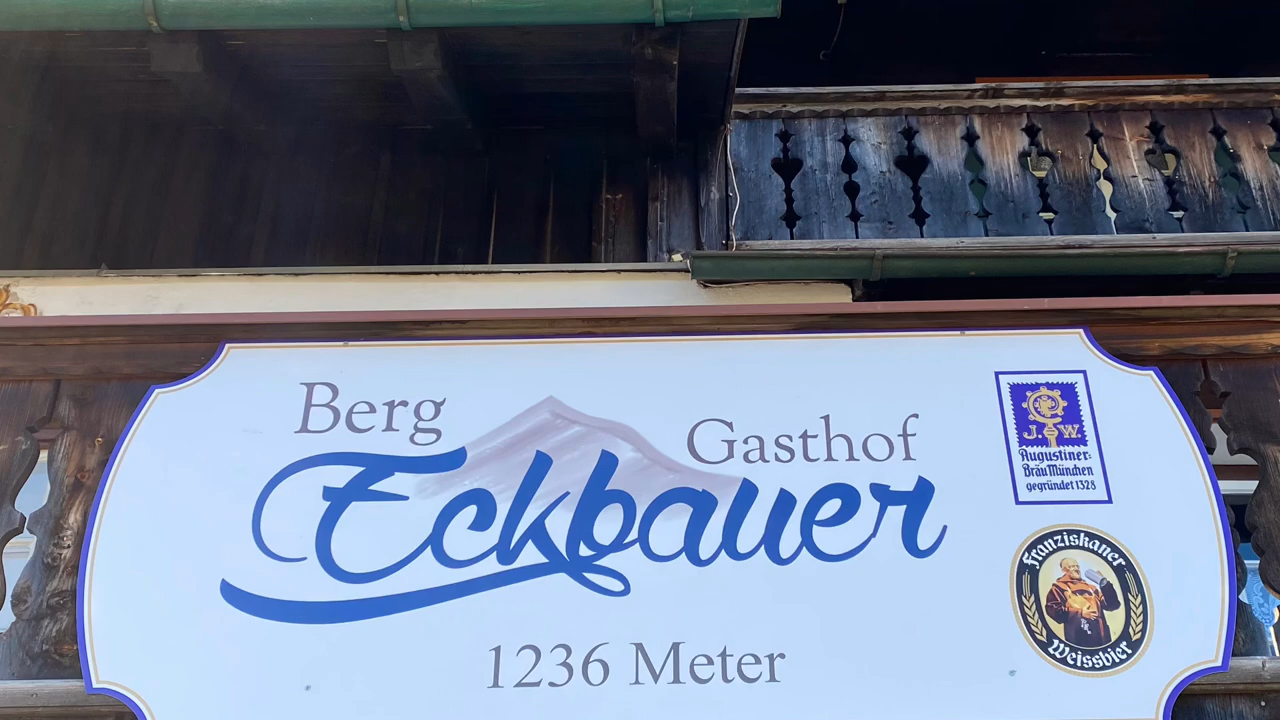 Berg
Gasthof
Eckbauer
1236 Meter
J. W.
Augustiner-
Bräu München
gegründet 1328
Franziskaner
Weissbier